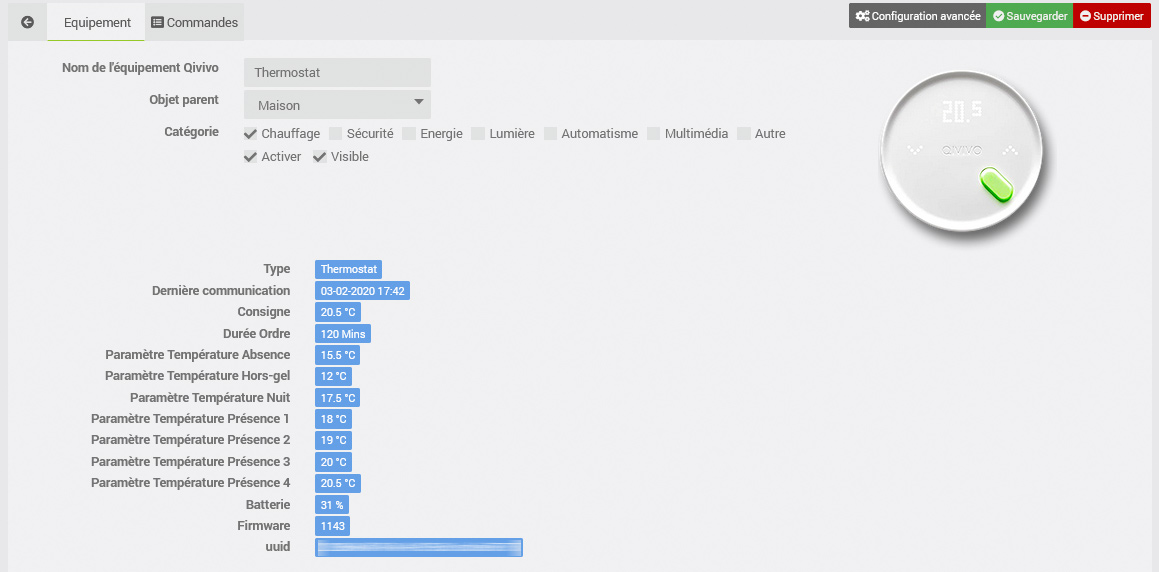 Equipement
Commandes
Configuration avancée
Sauvegarder
Supprimer
Nom de l'équipement Qivivo
Thermostat
Objet parent
Maison
Catégorie
Chauffage
Sécurité
Energie
Lumière
Automatisme
Multimédia
Autre
Activer
Visible
20.5
QIVIVO
Type
Thermostat
Dernière communication
03-02-2020 17:42
Consigne
20.5 °C
Durée Ordre
120 Mins
Paramètre Température Absence
15.5 °C
Paramètre Température Hors-gel
12 °C
Paramètre Température Nuit
17.5 °C
Paramètre Température Présence 1
18 °C
Paramètre Température Présence 2
19 °C
Paramètre Température Présence 3
20 °C
Paramètre Température Présence 4
20.5 °C
Batterie
31 %
Firmware
1143
uuid